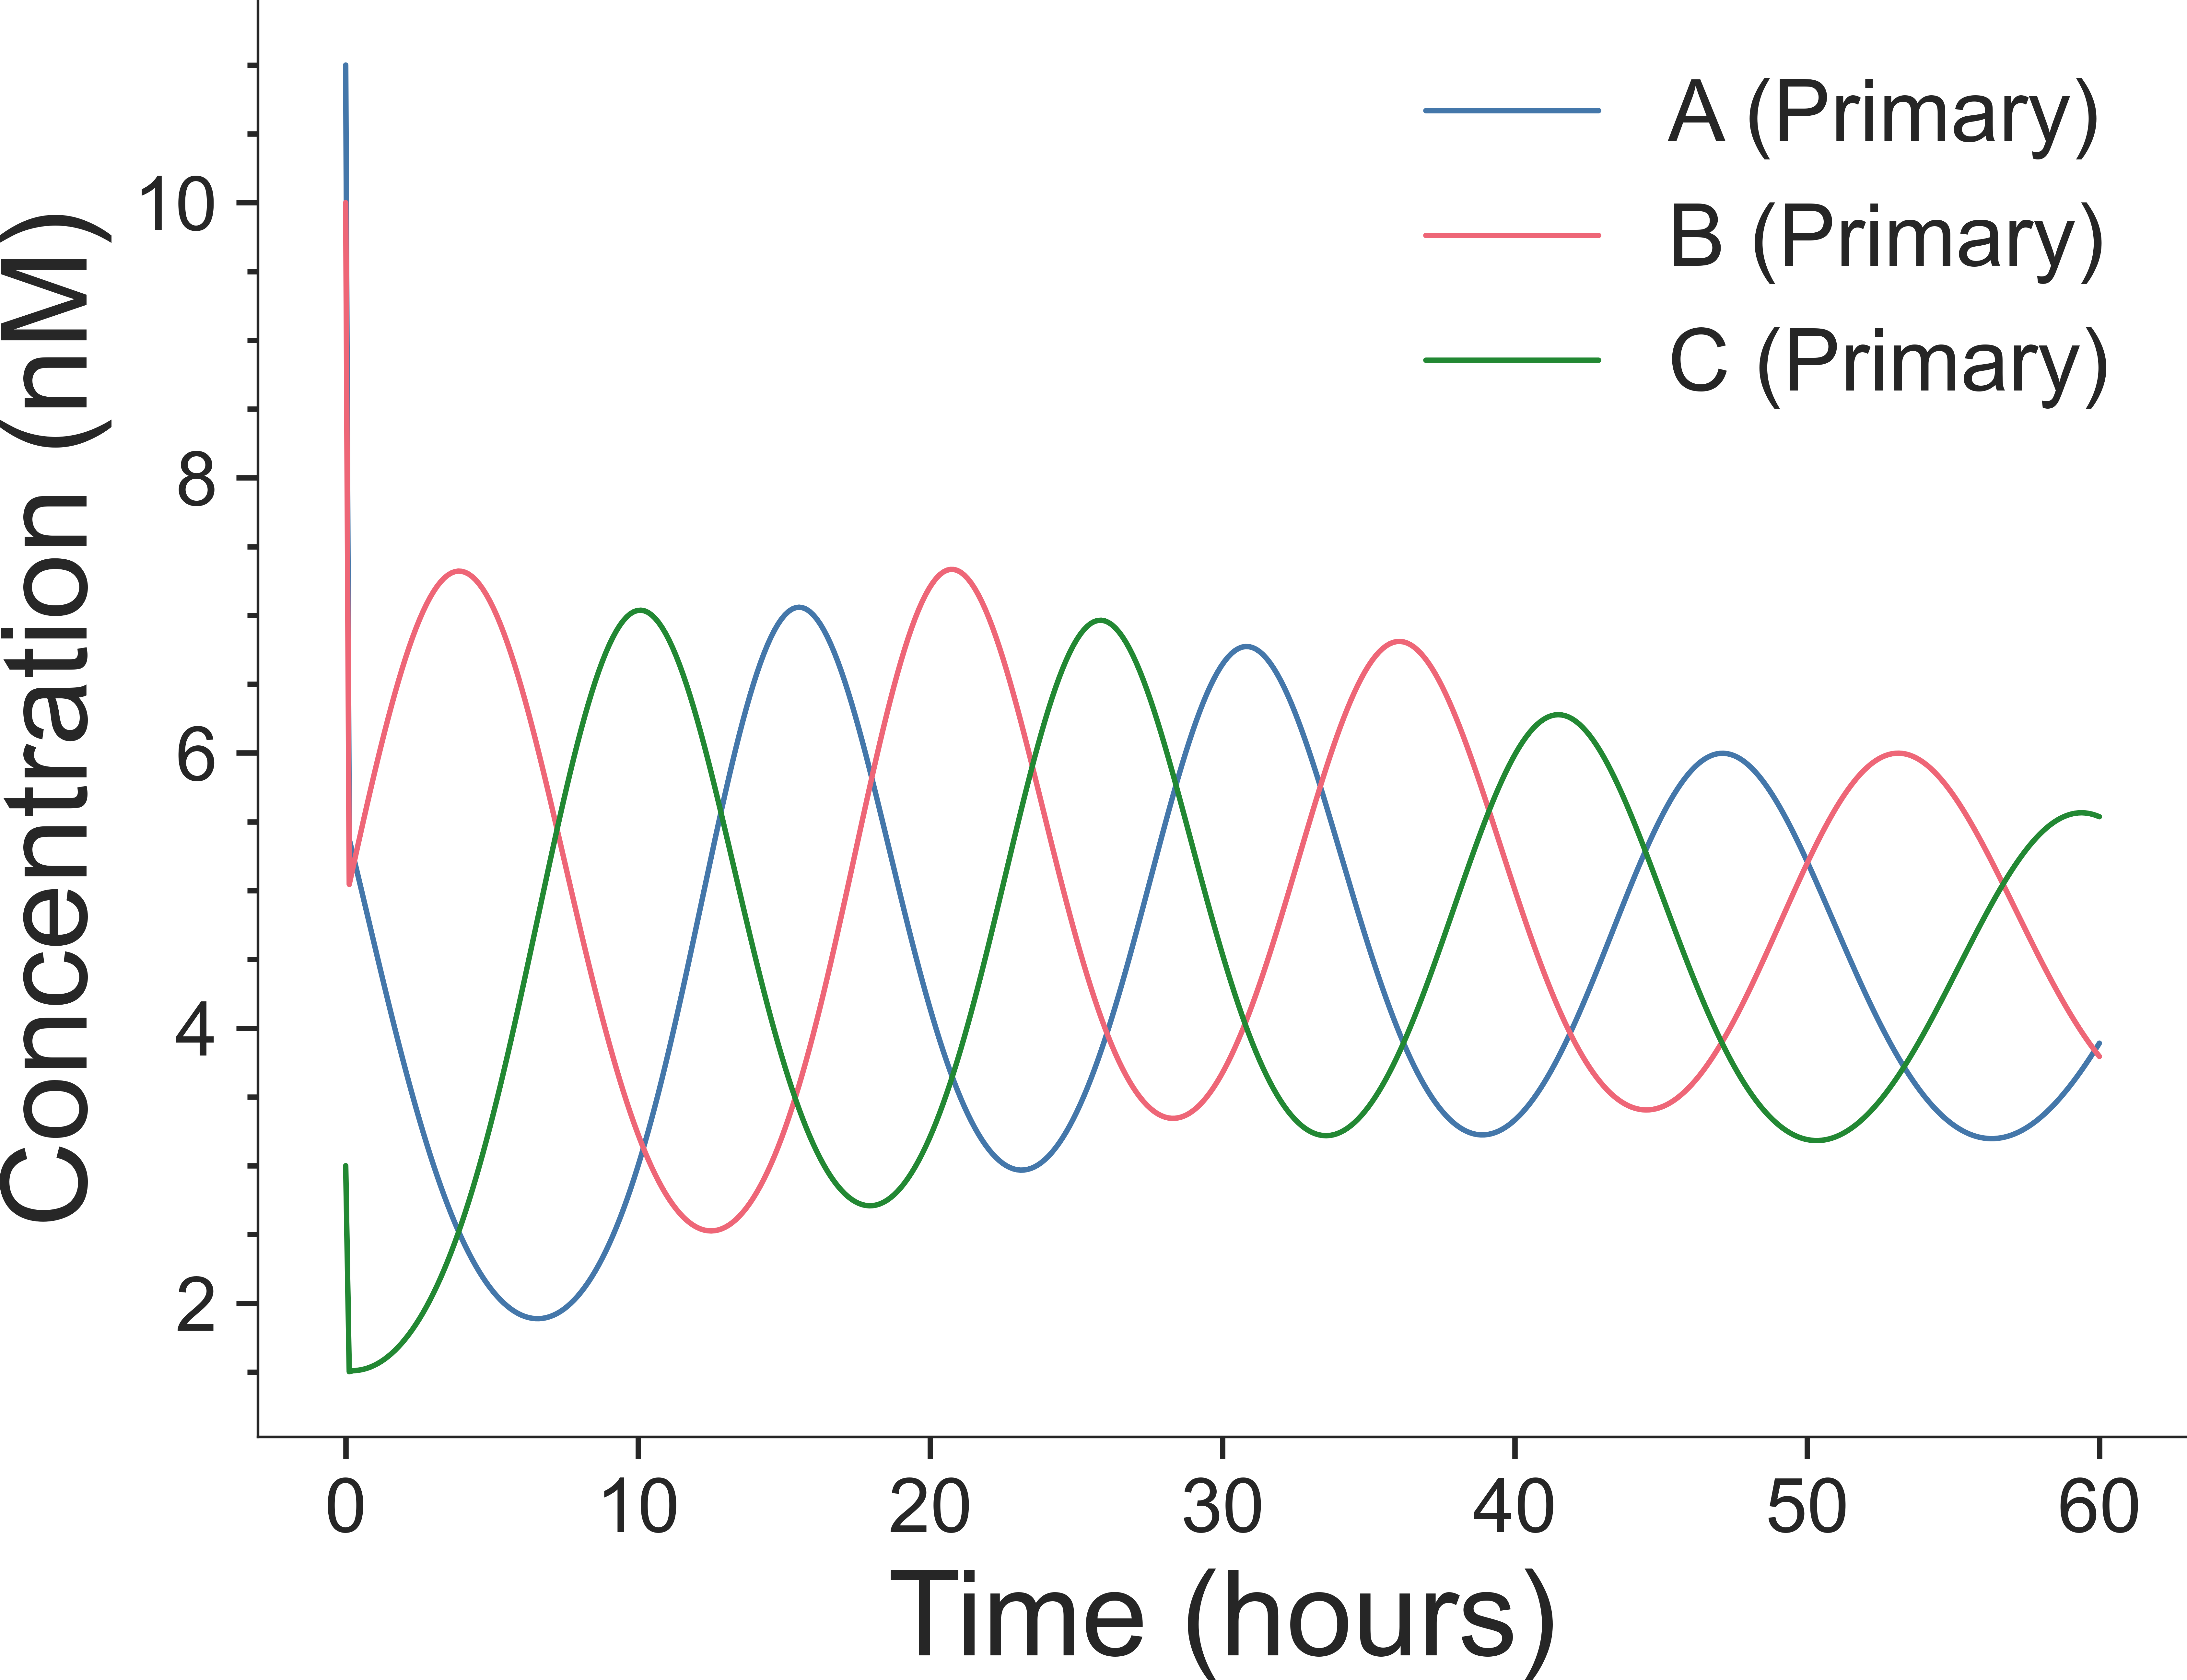 Concentration (nM)
10
8
6
4
2
A (Primary)
B (Primary)
C (Primary)
0 10 20 30 40 50 60
Time (hours)